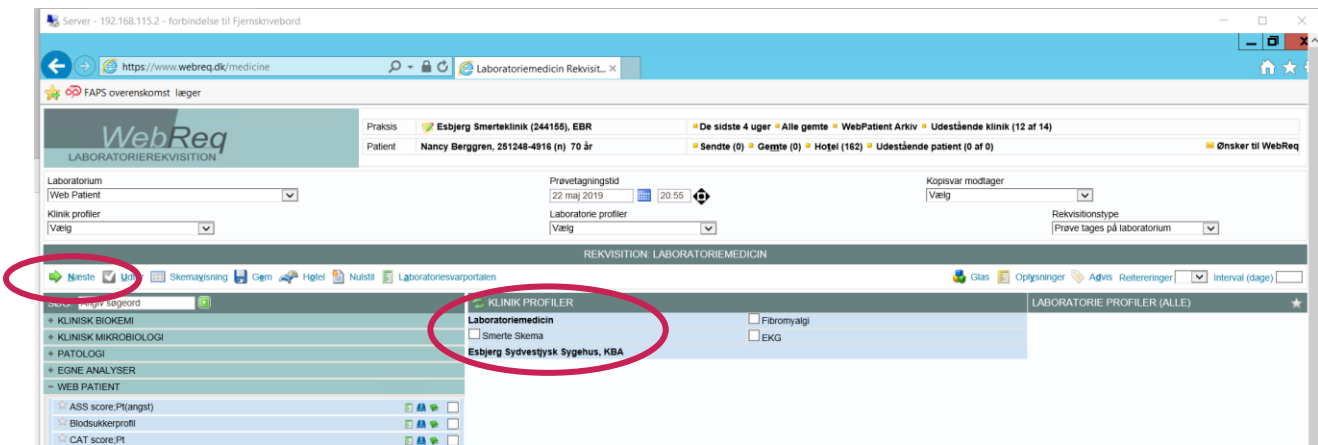 Server - 192.168.115.2 - forbindelse til Fjernskrivebord
https://www.webreq.dk/medicine
Laboratoriemedicin Rekvisit...
FAPS overenskomst læger
WebReq
LABORATORIEREKVISITION
Praksis Esbjerg Smerteklinik (244155), EBR De sidste 4 uger Alle gemte WebPatient Arkiv Udestående klinik (12 af 14)
Patient Nancy Berggren, 251248-4916 (n) 70 år Sendte (0) Gemte (0) Hotel (162) Udestående patient (0 af 0) Ønsker til WebReq
Laboratorium Prøvetagningstid Kopisvar modtager
Web Patient 22 maj 2019 20:55 Vælg
Klinik profiler Laboratorie profiler Rekvisitionstype
Vælg Vælg Prøve tages på laboratorium
REKVISITION: LABORATORIEMEDICIN
Næste Skemavisning Gem Hotel Nulstil Laboratoriesvarportalen Glas Oplysninger Advis Reitereringer Interval (dage)
Angiv søgeord KLINIK PROFILER LABORATORIE PROFILER (ALLE)
+ KLINISK BIOKEMI Laboratoriemedicin Fibromyalgi
+ KLINISK MIKROBIOLOGI Smerte Skema EKG
+ PATOLOGI Esbjerg Sydvestjysk Sygehus, KBA
+ EGNE ANALYSER
- WEB PATIENT
ASS score;Pt(angst)
Blodsukkerprofil
CAT score;Pt